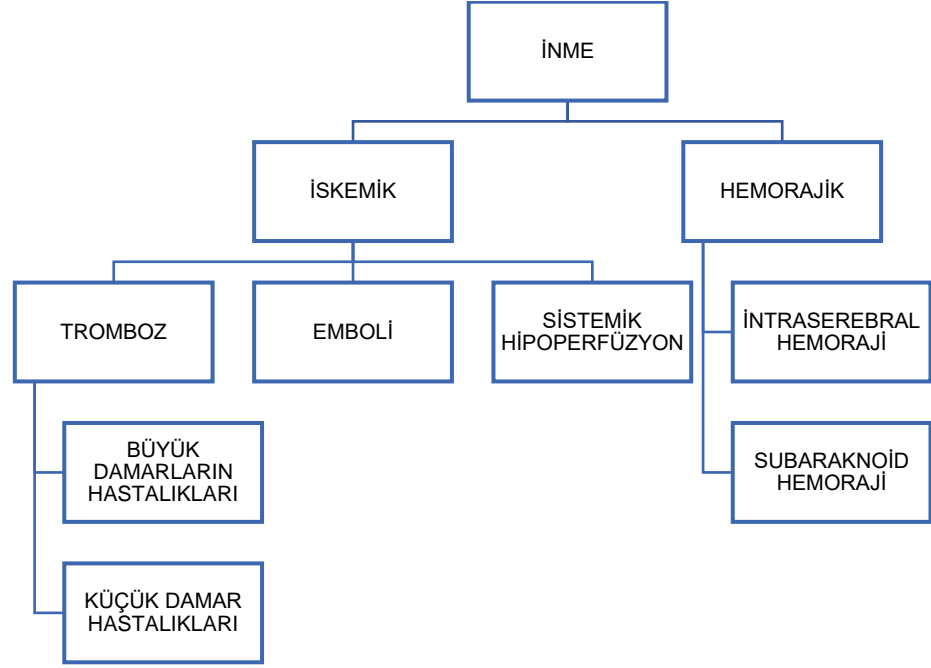 İNME
İSKEMİK
HEMORAJİK
TROMBOZ
EMBOLİ
SİSTEMİK
HİPOPERFÜZYON
İNTRASEREBRAL
HEMORAJİ
BÜYÜK
DAMARLARIN
HASTALIKLARI
SUBARAKNOİD
HEMORAJİ
KÜÇÜK DAMAR
HASTALIKLARI